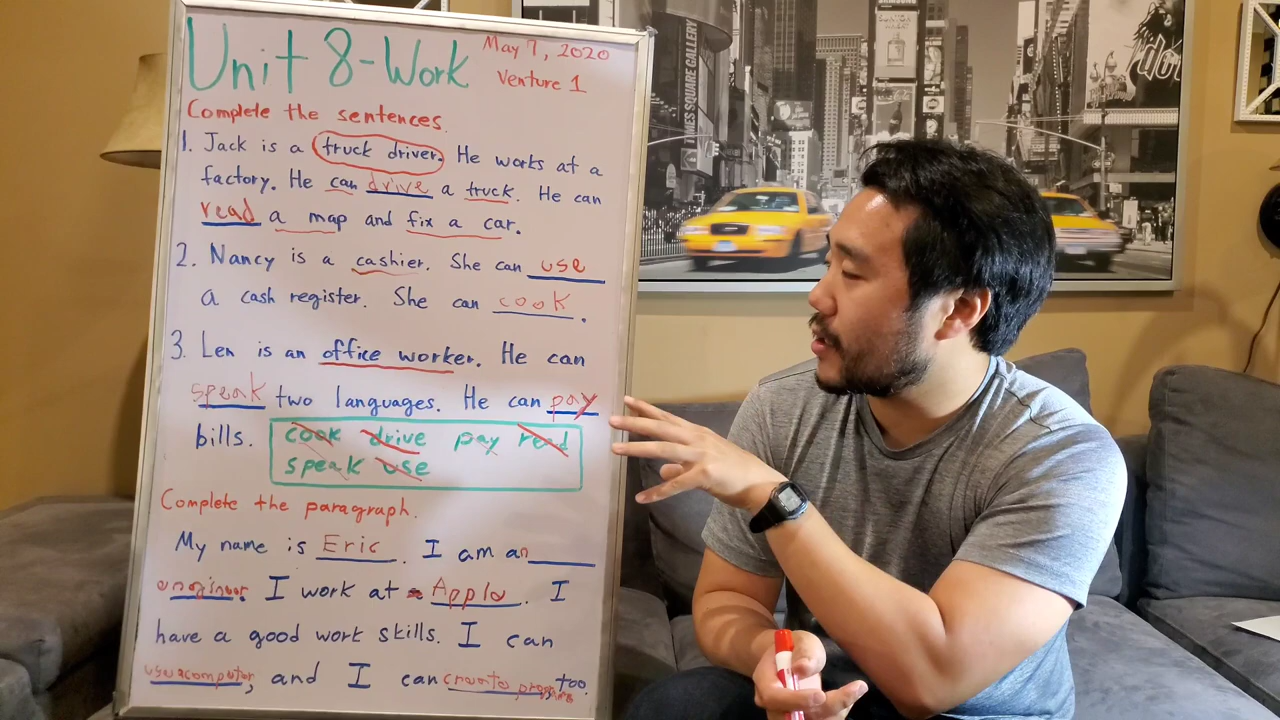 Unit 8-Work
May 7, 2020
Venture 1
Complete the sentences.
1. Jack is a truck driver. He works at a
factory. He can drive a truck. He can
read a map and fix a car.
2. Nancy is a cashier. She can use
a cash register. She can cook.
3. Len is an office worker. He can
speak two languages. He can pay
bills.
cook drive pay read
speak use
Complete the paragraph.
My name is Eric. I am an
engineer. I work at Apple. I
have a good work skills. I can
use a computer, and I can create programs, too.
TIMES SQUARE GALLERY